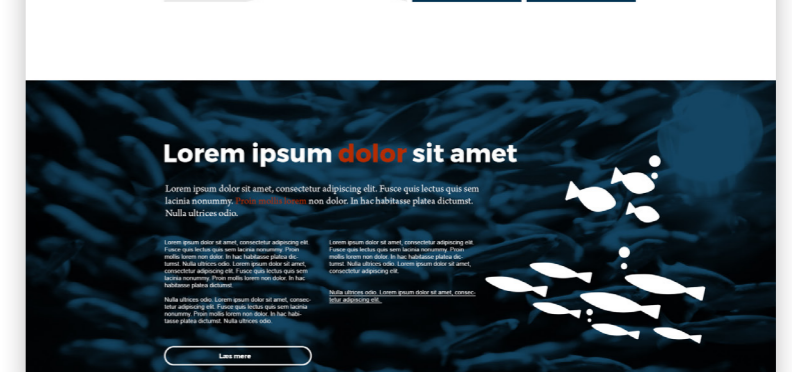 Lorem ipsum dolor sit amet
Lorem ipsum dolor sit amet, consectetur adipiscing elit. Fusce quis lectus quis sem
lacinia nonummy. Proin mollis lorem non dolor. In hac habitasse platea dictumst.
Nulla ultrices odio.
Lorem ipsum dolor sit amet, consectetur adipiscing elit.
Fusce quis lectus quis sem lacinia nonummy. Proin
mollis lorem non dolor. In hac habitasse platea dic-
tumst. Nulla ultrices odio. Lorem ipsum dolor sit amet,
consectetur adipiscing elit. Fusce quis lectus quis sem
lacinia nonummy. Proin mollis lorem non dolor. In hac
habitasse platea dictumst.
Nulla ultrices odio. Lorem ipsum dolor sit amet, consec-
tetur adipiscing elit. Fusce quis lectus quis sem lacinia
nonummy. Proin mollis lorem non dolor. In hac habi-
tasse platea dictumst. Nulla ultrices odio.
Lorem ipsum dolor sit amet, consectetur adipiscing elit.
Fusce quis lectus quis sem lacinia nonummy. Proin
mollis lorem non dolor. In hac habitasse platea dic-
tumst. Nulla ultrices odio. Lorem ipsum dolor sit amet,
consectetur adipiscing elit.
Nulla ultrices odio. Lorem ipsum dolor sit amet, consec-
tetur adipiscing elit.
Læs mere